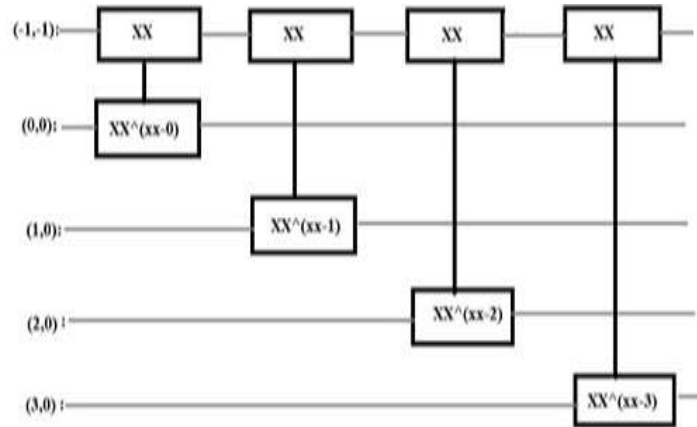 (-1,-1): XX XX XX XX
(0,0): XX^(xx-0)
(1,0): XX^(xx-1)
(2,0) : XX^(xx-2)
(3,0) : XX^(xx-3)